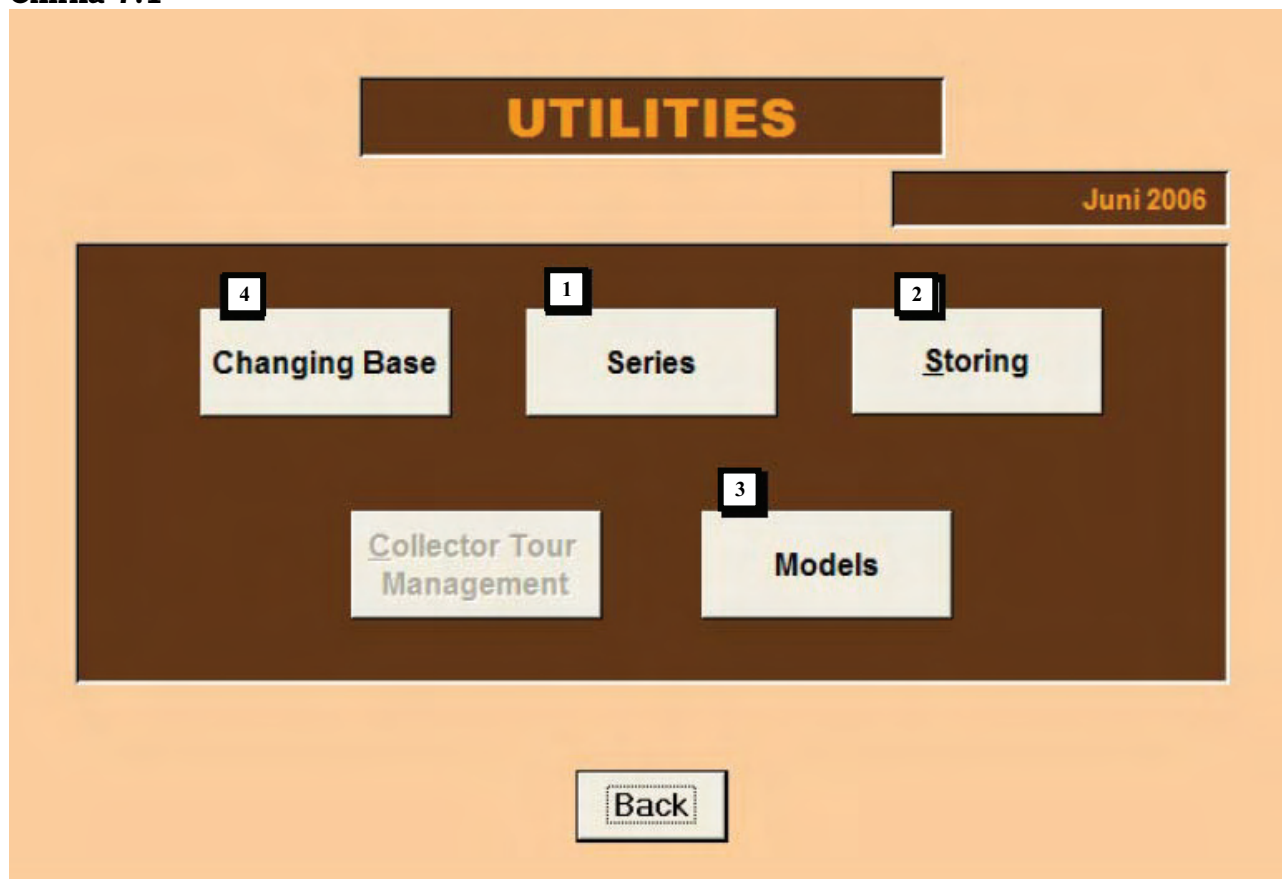 UTILITIES
Juni 2006
4
1
2
Changing Base
Series
Storing
3
Collector Tour
Management
Models
Back